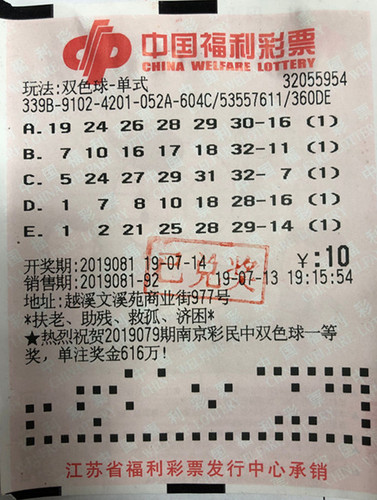 中国福利彩票
CHINA WELFARE LOTTERY
玩法:双色球-单式 32055954
339B-9102-4201-052A-604C/53557611/360DE
A.19 24 26 28 29 30-16 (1)
B. 7 10 16 17 18 32-11 (1)
C. 5 24 27 29 31 32- 7 (1)
D. 1 7 8 10 18 28-16 (1)
E. 1 2 21 25 28 29-14 (1)
已兑奖
开奖期:2019081 19-07-14 ¥:10
销售期:2019081-92 19-07-13 19:15:54
地址:越溪文溪苑商业街977号
*扶老、助残、救孤、济困*
★热烈祝贺2019079期南京彩民中双色球一等
奖,单注奖金616万!
江苏省福利彩票发行中心承销